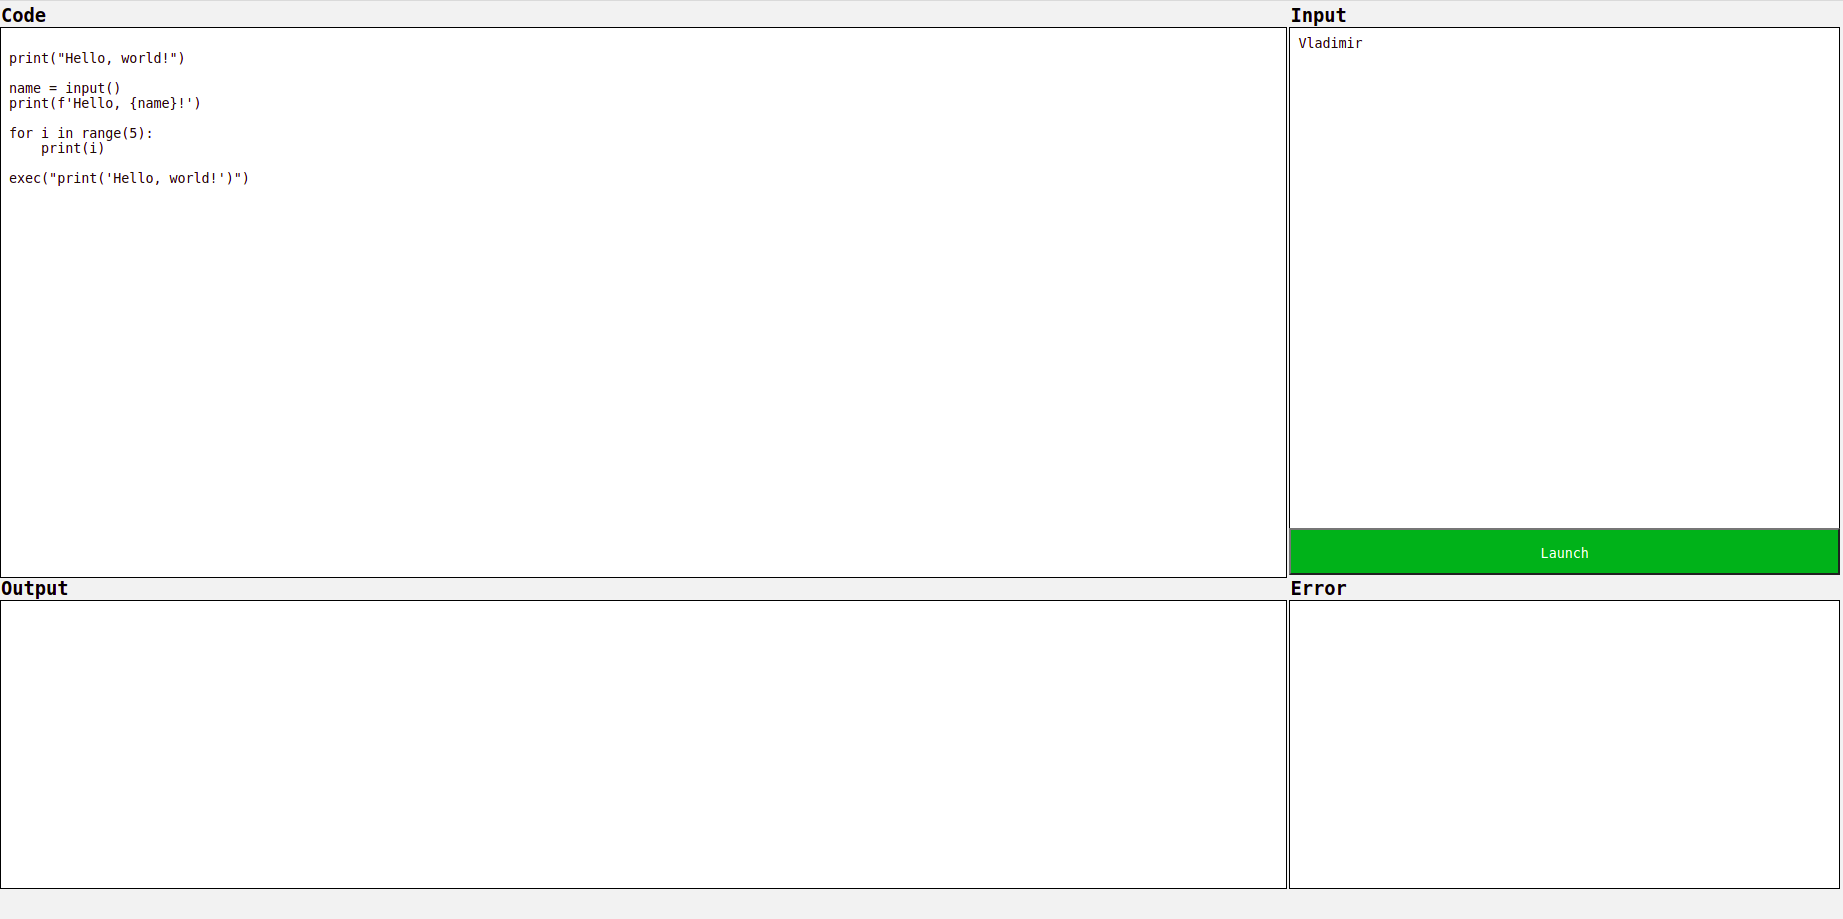 Code
print("Hello, world!")
name = input()
print(f'Hello, {name}!')
for i in range(5):
    print(i)
exec("print('Hello, world!')")
Input
Vladimir
Launch
Output
Error